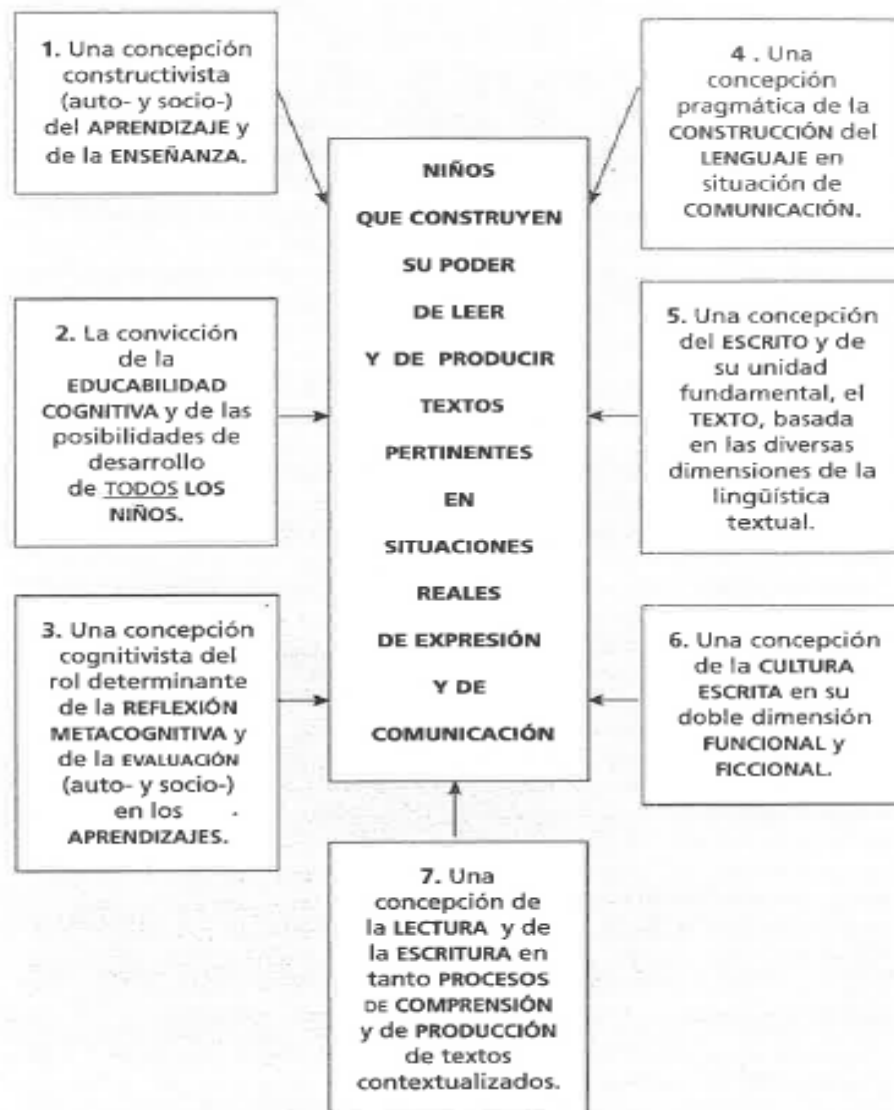 1. Una concepción
constructivista
(auto- y socio-)
del APRENDIZAJE y
de la ENSEÑANZA.
2. La convicción
de la
EDUCABILIDAD
COGNITIVA y de las
posibilidades de
desarrollo
de TODOS LOS
NIÑOS.
3. Una concepción
cognitivista del
rol determinante
de la REFLEXIÓN
METACOGNITIVA y
de la EVALUACIÓN
(auto- y socio-)
en los
APRENDIZAJES.
NIÑOS
QUE CONSTRUYEN
SU PODER
DE LEER
Y DE PRODUCIR
TEXTOS
PERTINENTES
EN
SITUACIONES
REALES
DE EXPRESIÓN
Y DE
COMUNICACIÓN
4 . Una
concepción
pragmática de la
CONSTRUCCIÓN del
LENGUAJE en
situación de
COMUNICACIÓN.
5. Una concepción
del ESCRITO y de
su unidad
fundamental, el
TEXTO, basada
en las diversas
dimensiones de la
lingüística
textual.
6. Una concepción
de la CULTURA
ESCRITA en su
doble dimensión
FUNCIONAL y
FICCIONAL.
7. Una
concepción de
la LECTURA y de
la ESCRITURA en
tanto PROCESOS
DE COMPRENSIÓN
y de PRODUCCIÓN
de textos
contextualizados.